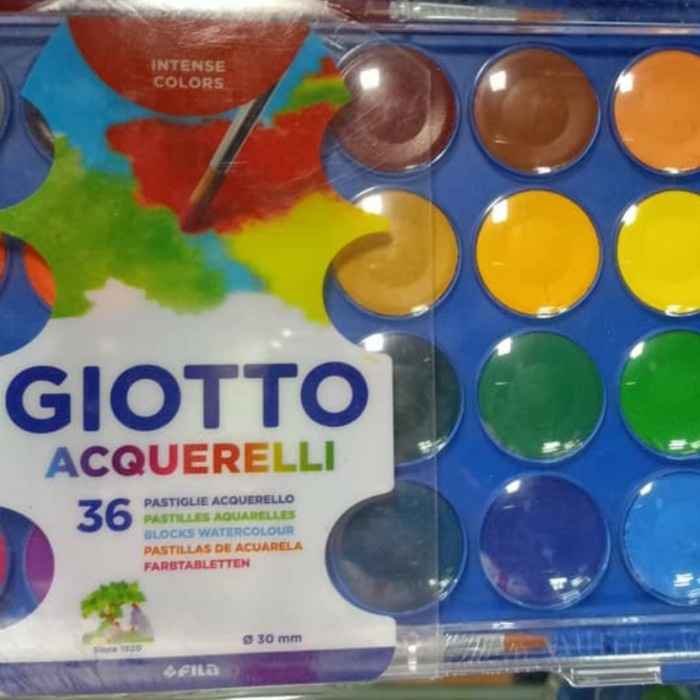 INTENSE
COLORS
GIOTTO
ACQUERELLI
36
PASTIGLIE ACQUERELLO
PASTILLES AQUARELLES
BLOCKS WATERCOLOUR
PASTILLAS DE ACUARELA
FARBTABLETTEN
Since 1920
Ø 30 mm
FILA